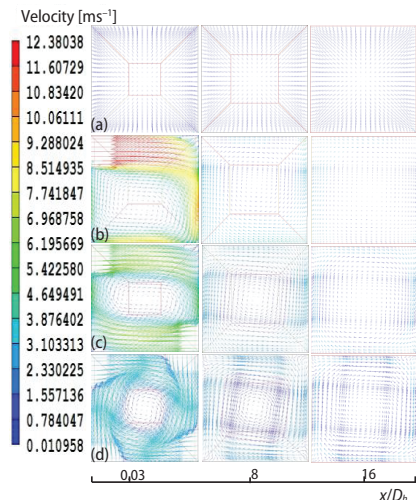 Velocity [ms⁻¹]
12.38038
11.60729
10.83420
10.06111
9.288024
8.514935
7.741847
6.968758
6.195669
5.422580
4.649491
3.876402
3.103313
2.330225
1.557136
0.784047
0.010958
(a)
(b)
(c)
(d)
0.03 8 16
x/Dₕ